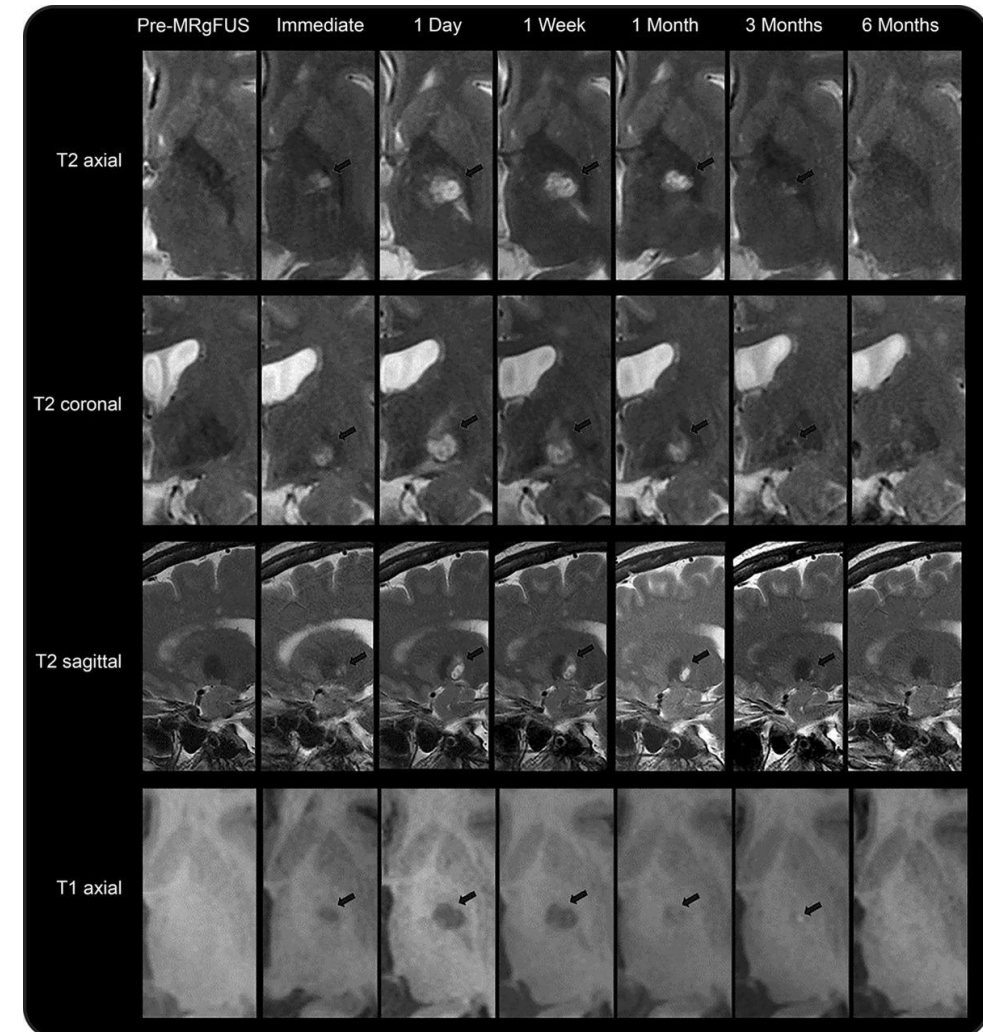 Pre-MRgFUS Immediate 1 Day 1 Week 1 Month 3 Months 6 Months
T2 axial
T2 coronal
T2 sagittal
T1 axial